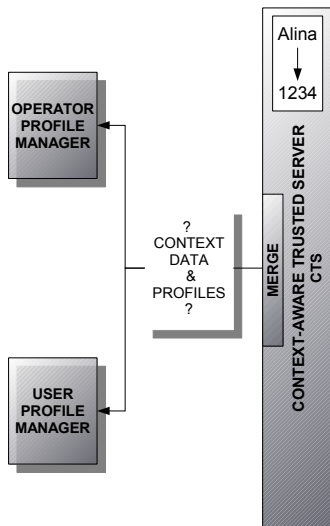 Alina
1234
OPERATOR
PROFILE
MANAGER
?
CONTEXT
DATA
&
PROFILES
?
MERGE
CONTEXT-AWARE TRUSTED SERVER
CTS
USER
PROFILE
MANAGER